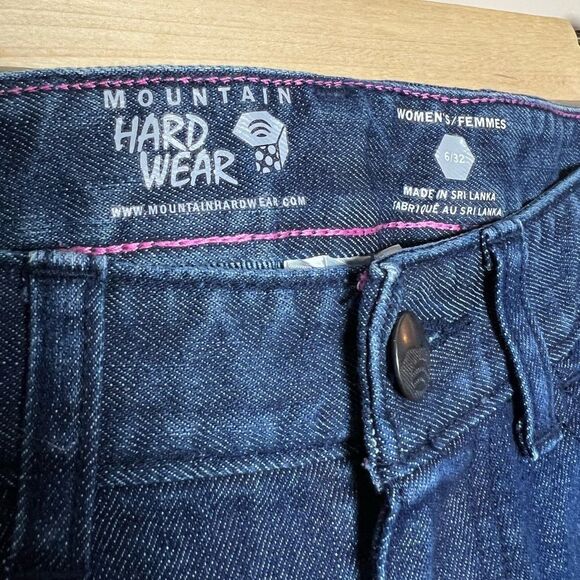 MOUNTAIN
HARD
WEAR
WWW.MOUNTAINHARDWEAR.COM
WOMEN'S/FEMMES
6/32
MADE IN SRI LANKA
FABRIQUÉ AU SRI LANKA